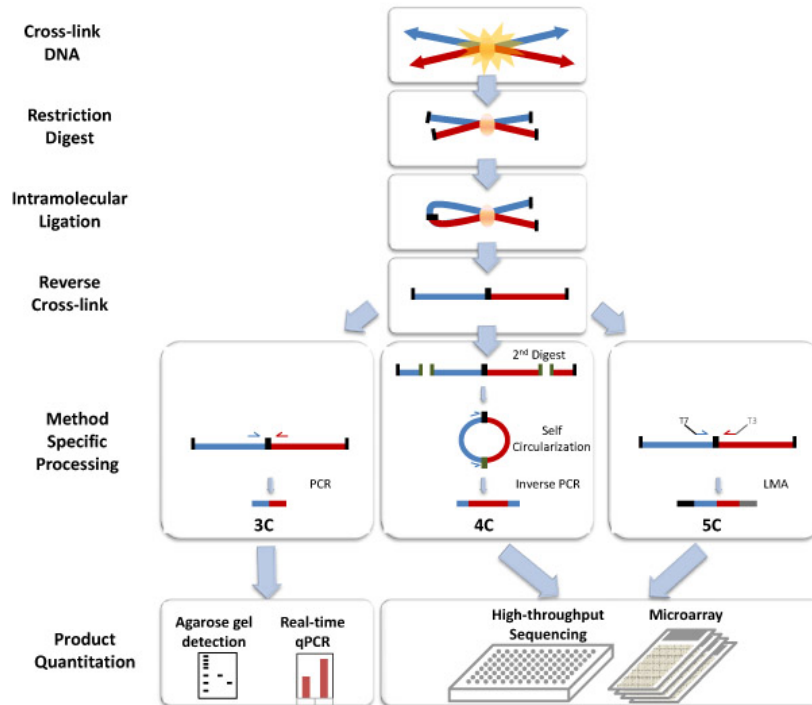 Cross-link
DNA
Restriction
Digest
Intramolecular
Ligation
Reverse
Cross-link
Method
Specific
Processing
2nd Digest
Self
Circularization
T7
T3
PCR
Inverse PCR
LMA
3C
4C
5C
Product
Quantitation
Agarose gel
detection
Real-time
qPCR
High-throughput
Sequencing
Microarray